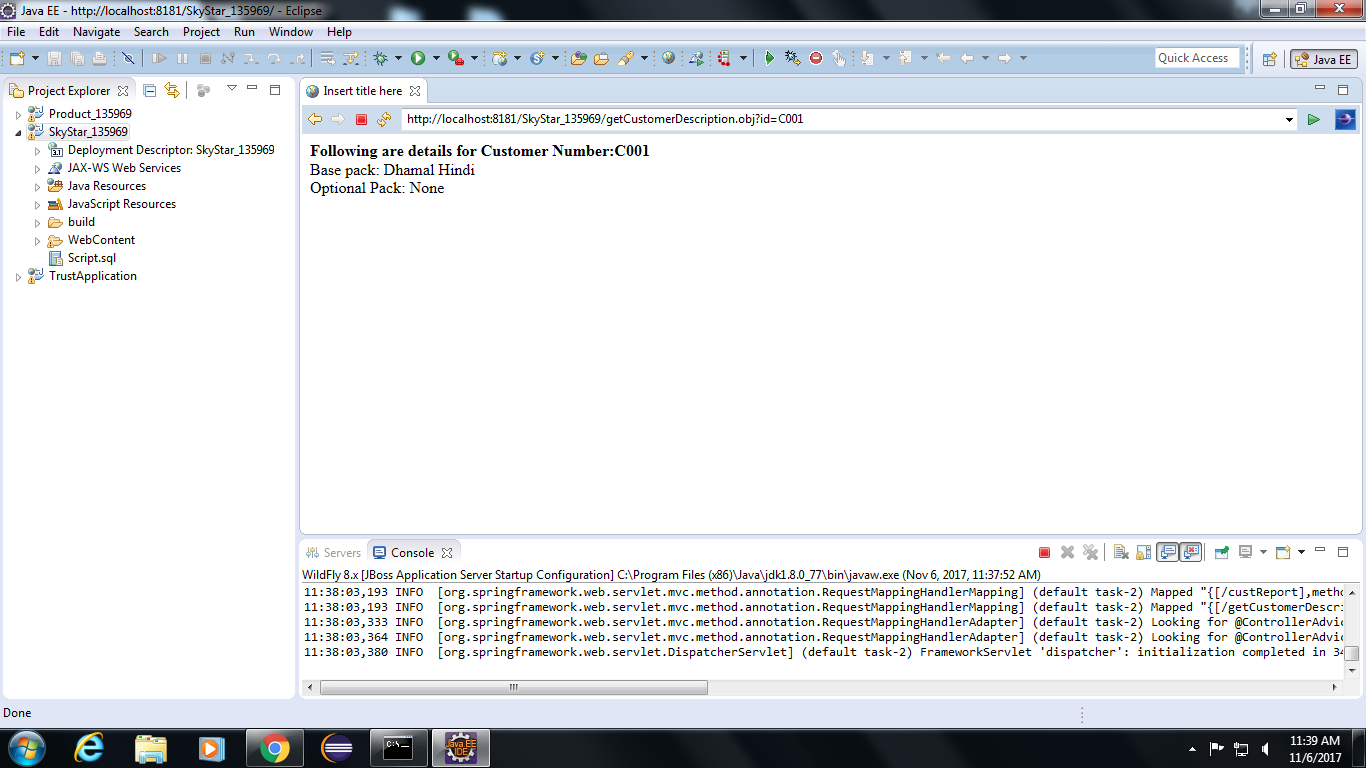 Java EE - http://localhost:8181/SkyStar_135969/ - Eclipse
File Edit Navigate Search Project Run Window Help
Quick Access
Java EE
Project Explorer
Insert title here
Product_135969
SkyStar_135969
Deployment Descriptor: SkyStar_135969
JAX-WS Web Services
Java Resources
JavaScript Resources
build
WebContent
Script.sql
TrustApplication
http://localhost:8181/SkyStar_135969/getCustomerDescription.obj?id=C001
Following are details for Customer Number:C001
Base pack: Dhamal Hindi
Optional Pack: None
Servers Console
WildFly 8.x [JBoss Application Server Startup Configuration] C:\Program Files (x86)\Java\jdk1.8.0_77\bin\javaw.exe (Nov 6, 2017, 11:37:52 AM)
11:38:03,193 INFO [org.springframework.web.servlet.mvc.method.annotation.RequestMappingHandlerMapping] (default task-2) Mapped "{[/custReport],metho
11:38:03,193 INFO [org.springframework.web.servlet.mvc.method.annotation.RequestMappingHandlerMapping] (default task-2) Mapped "{[/getCustomerDescri
11:38:03,333 INFO [org.springframework.web.servlet.mvc.method.annotation.RequestMappingHandlerAdapter] (default task-2) Looking for @ControllerAdvic
11:38:03,364 INFO [org.springframework.web.servlet.mvc.method.annotation.RequestMappingHandlerAdapter] (default task-2) Looking for @ControllerAdvic
11:38:03,380 INFO [org.springframework.web.servlet.DispatcherServlet] (default task-2) FrameworkServlet 'dispatcher': initialization completed in 34
Done
C:\
Java EE
IDE
11:39 AM
11/6/2017